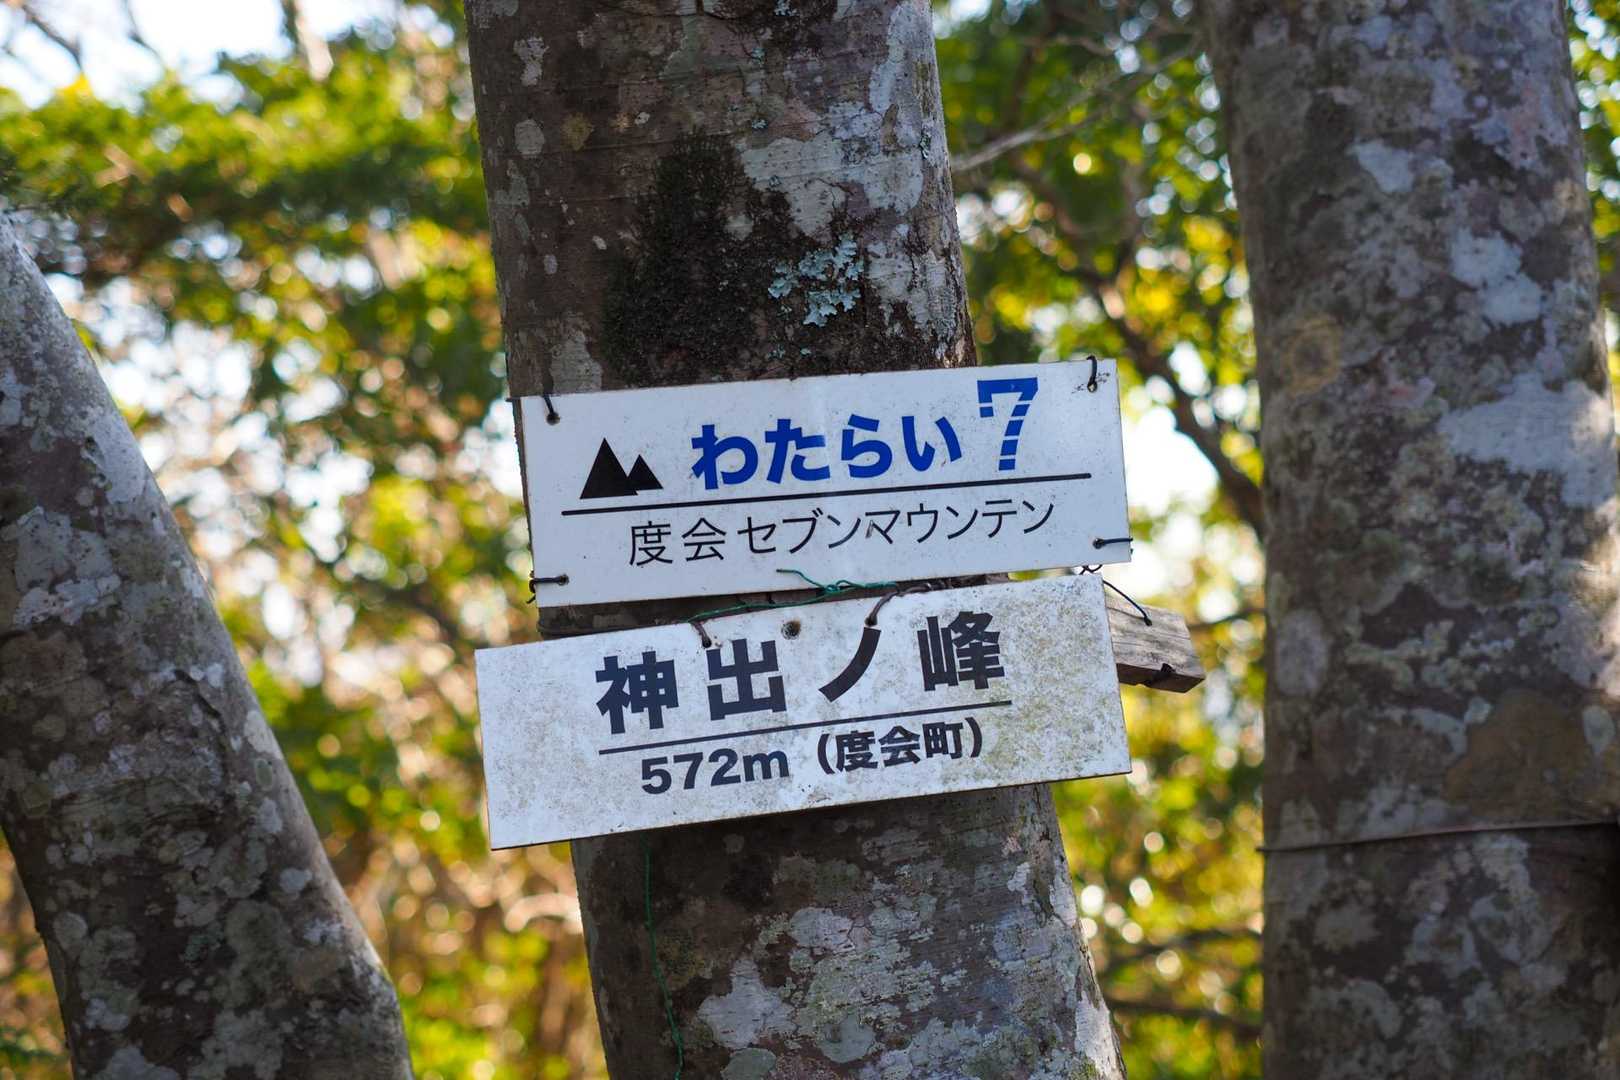 わたらい7
度会セブンマウンテン
神出ノ峰
572m（度会町）